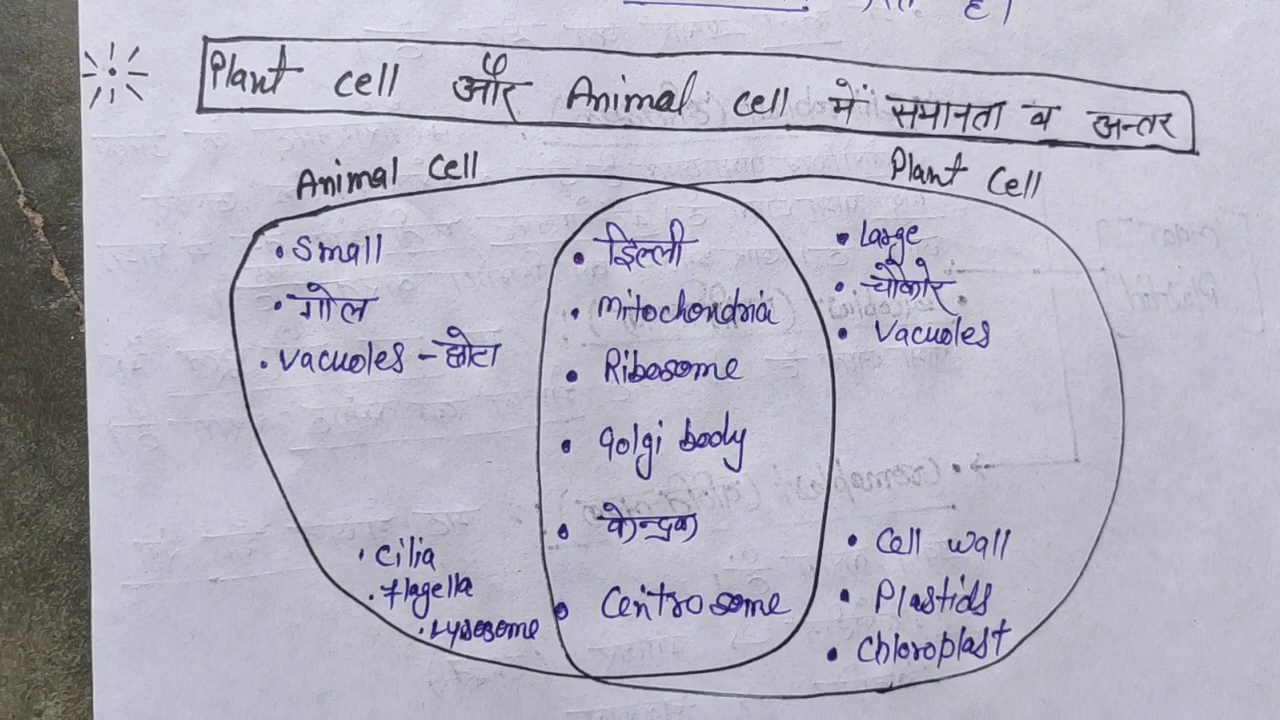 Plant cell और Animal cell में समानता व अन्तर
Animal Cell
Plant Cell
• Small
• गोल
• Vacuoles - छोटा
• Cilia
• Flagella
• Lysosome
• झिल्ली
• Mitochondria
• Ribosome
• Golgi body
• केन्द्रक
• Centrosome
• Large
• चौकोर
• Vacuoles
• Cell wall
• Plastids
• Chloroplast